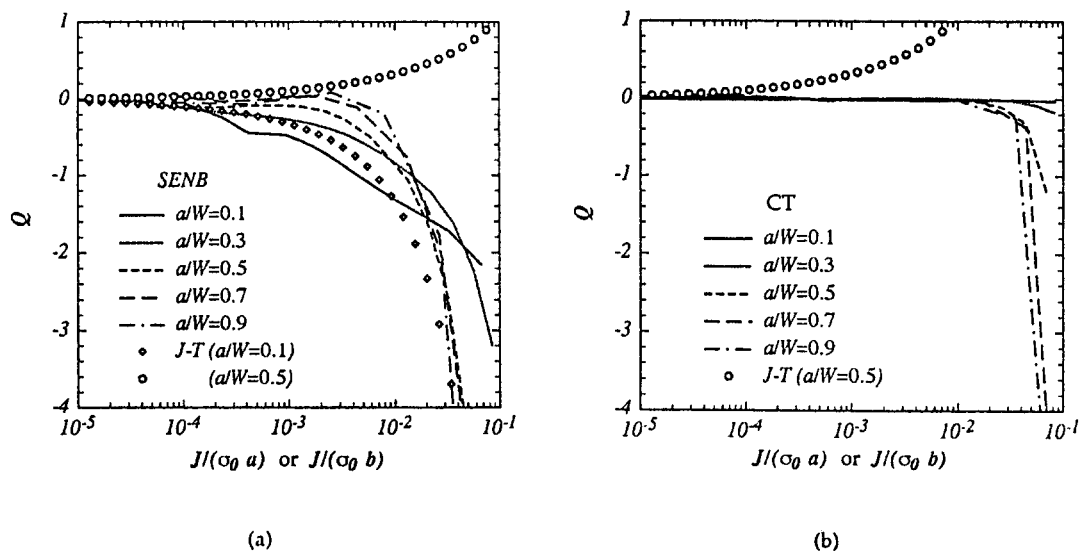 1
0
-1
-2
-3
-4
Q
SENB
a/W=0.1
a/W=0.3
a/W=0.5
a/W=0.7
a/W=0.9
J-T (a/W=0.1)
(a/W=0.5)
10⁻⁵ 10⁻⁴ 10⁻³ 10⁻² 10⁻¹
J/(σ₀ a) or J/(σ₀ b)
(a)
1
0
-1
-2
-3
-4
Q
CT
a/W=0.1
a/W=0.3
a/W=0.5
a/W=0.7
a/W=0.9
J-T (a/W=0.5)
10⁻⁵ 10⁻⁴ 10⁻³ 10⁻² 10⁻¹
J/(σ₀ a) or J/(σ₀ b)
(b)